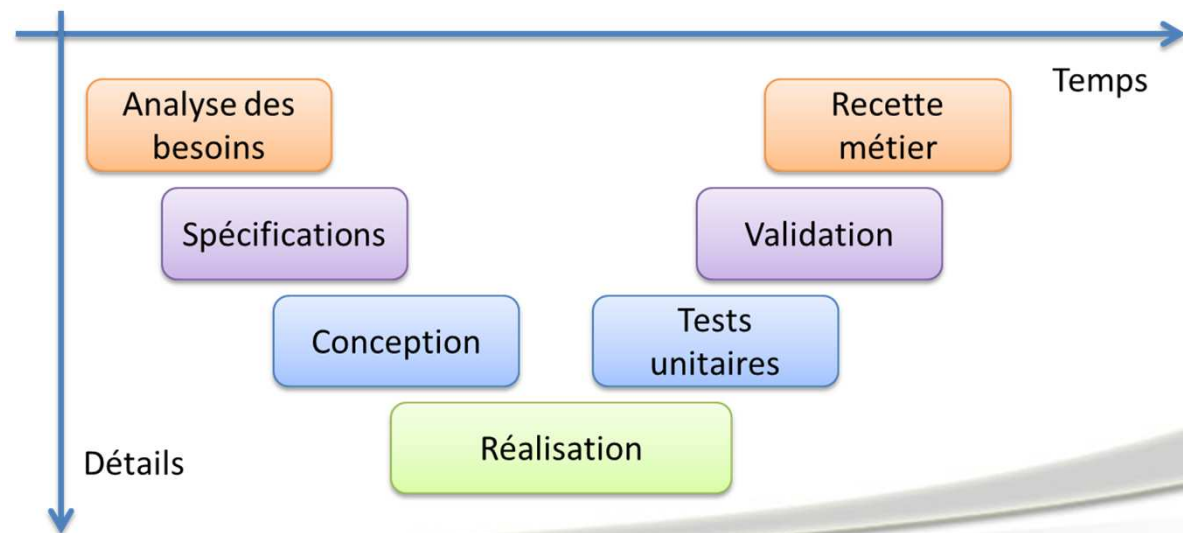 Temps
Analyse des
besoins
Recette
métier
Spécifications
Validation
Conception
Tests
unitaires
Réalisation
Détails